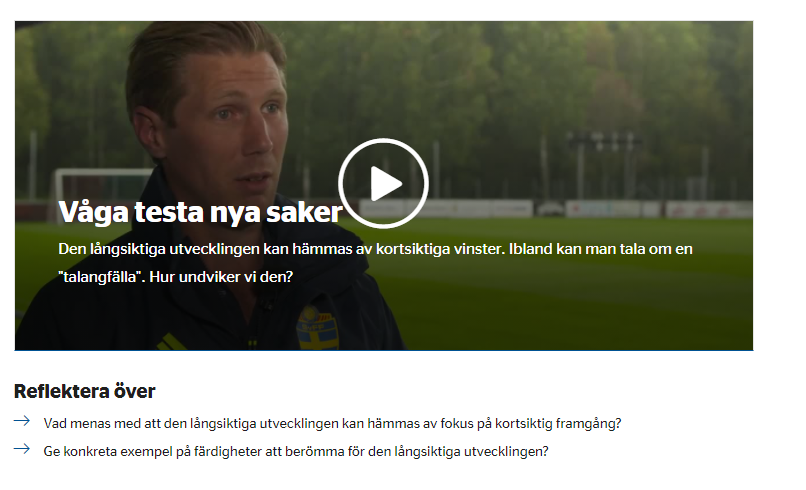 Våga testa nya saker
Den långsiktiga utvecklingen kan hämmas av kortsiktiga vinster. Ibland kan man tala om en
"talangfälla". Hur undviker vi den?
Reflektera över
Vad menas med att den långsiktiga utvecklingen kan hämmas av fokus på kortsiktig framgång?
Ge konkreta exempel på färdigheter att berömma för den långsiktiga utvecklingen?